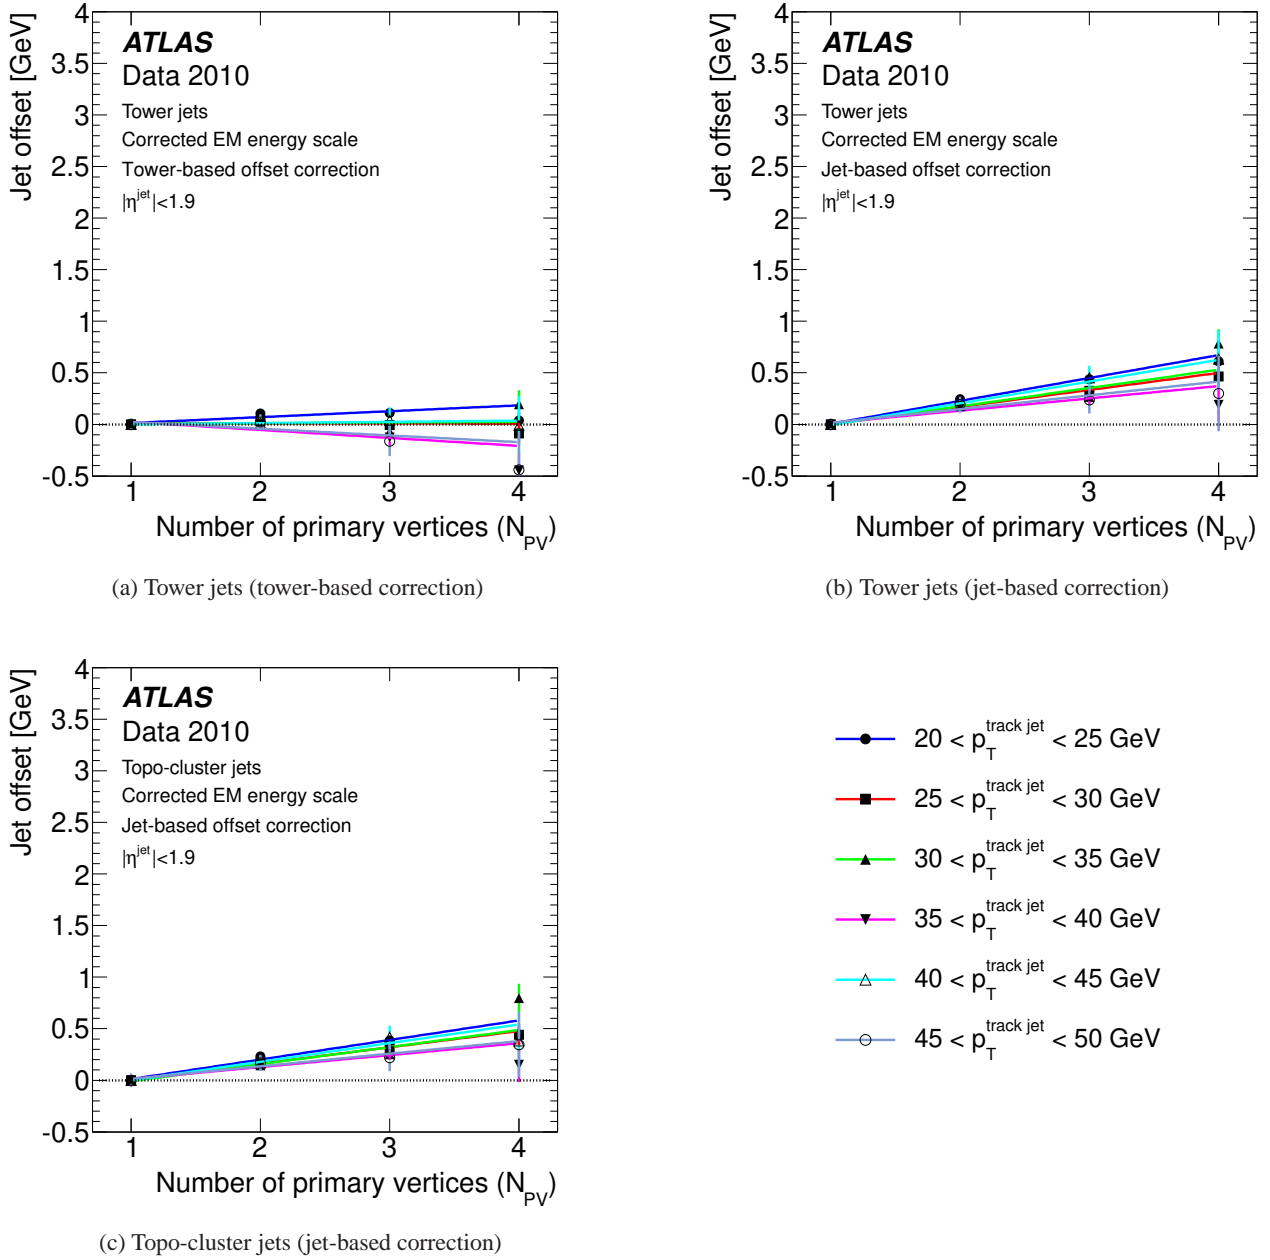 ATLAS
Data 2010
Tower jets
Corrected EM energy scale
Tower-based offset correction
|η^jet|<1.9
Jet offset [GeV]
4
3.5
3
2.5
2
1.5
1
0.5
0
-0.5
1 2 3 4
Number of primary vertices (N_PV)
(a) Tower jets (tower-based correction)
ATLAS
Data 2010
Tower jets
Corrected EM energy scale
Jet-based offset correction
|η^jet|<1.9
Jet offset [GeV]
4
3.5
3
2.5
2
1.5
1
0.5
0
-0.5
1 2 3 4
Number of primary vertices (N_PV)
(b) Tower jets (jet-based correction)
ATLAS
Data 2010
Topo-cluster jets
Corrected EM energy scale
Jet-based offset correction
|η^jet|<1.9
Jet offset [GeV]
4
3.5
3
2.5
2
1.5
1
0.5
0
-0.5
1 2 3 4
Number of primary vertices (N_PV)
(c) Topo-cluster jets (jet-based correction)
20 < p_T^track jet < 25 GeV
25 < p_T^track jet < 30 GeV
30 < p_T^track jet < 35 GeV
35 < p_T^track jet < 40 GeV
40 < p_T^track jet < 45 GeV
45 < p_T^track jet < 50 GeV